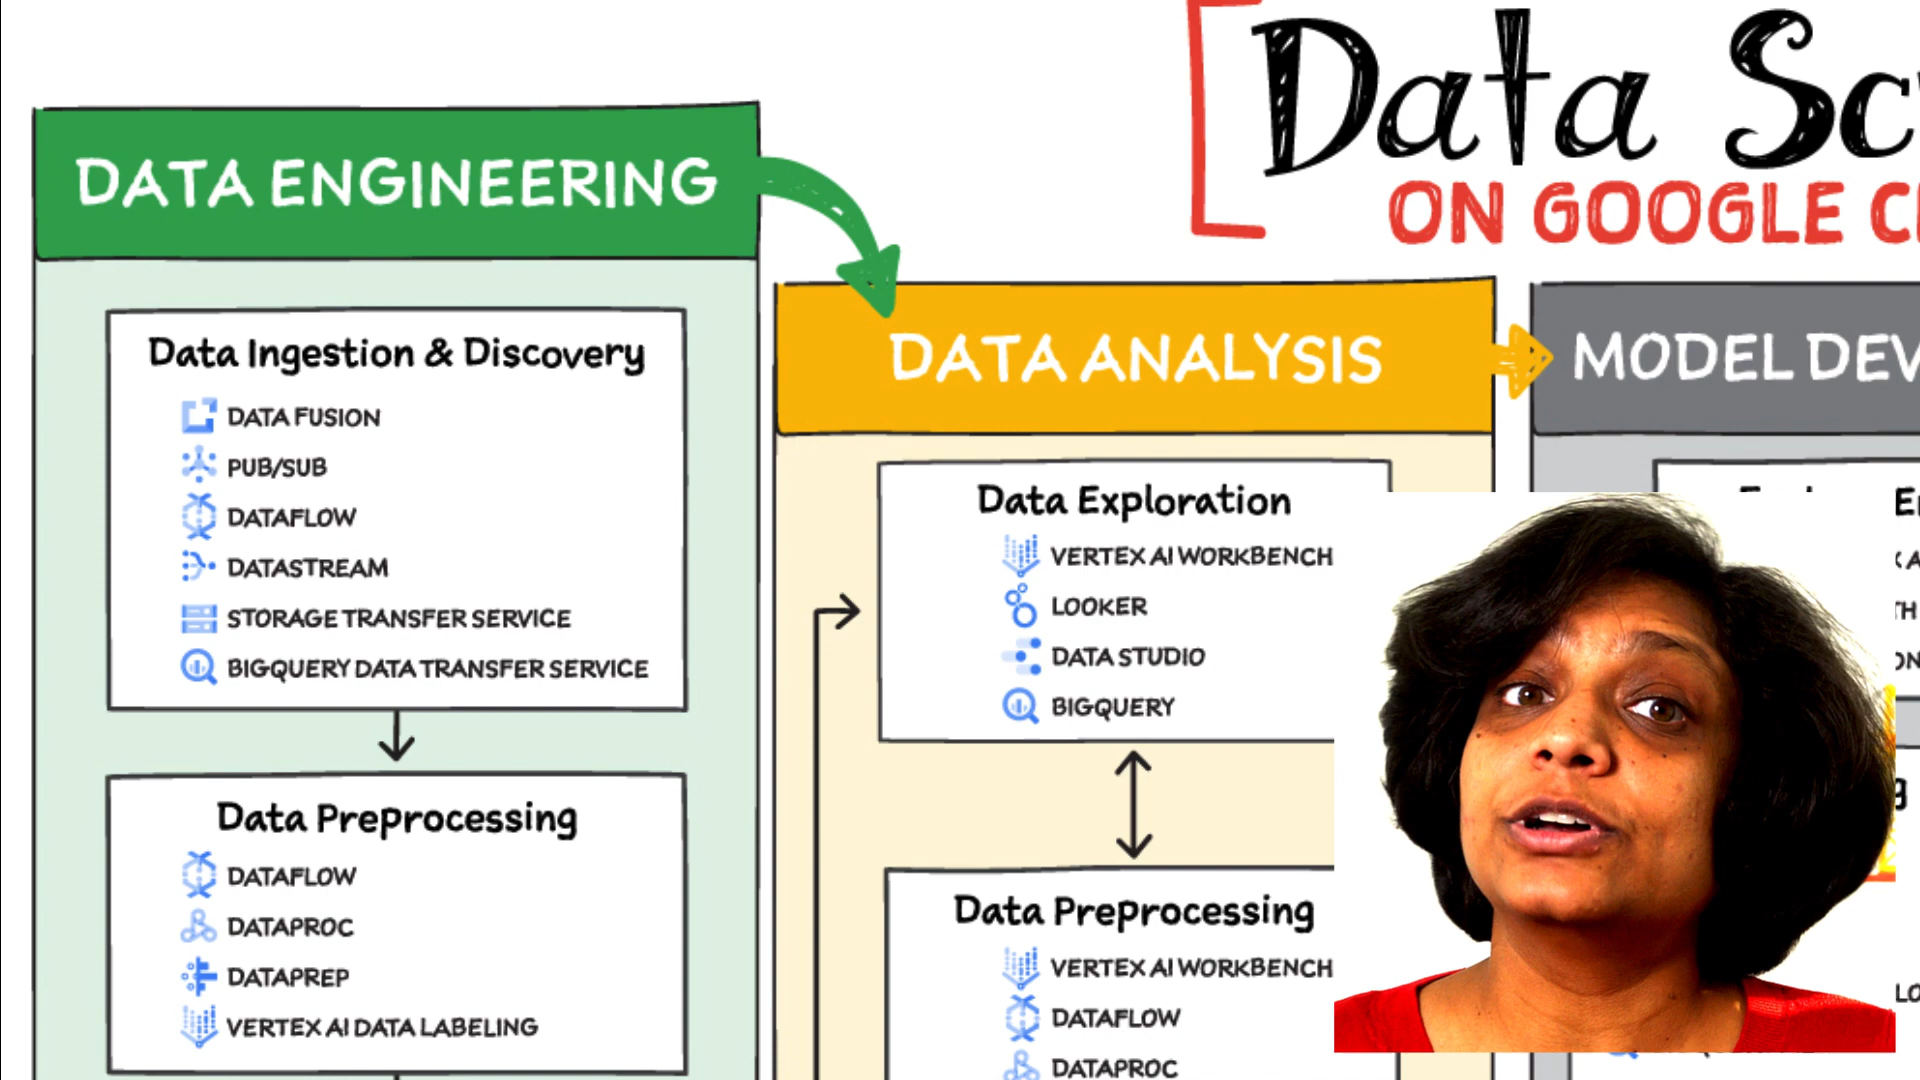 Data Sc
ON GOOGLE CL
DATA ENGINEERING
Data Ingestion & Discovery
DATA FUSION
PUB/SUB
DATAFLOW
DATASTREAM
STORAGE TRANSFER SERVICE
BIGQUERY DATA TRANSFER SERVICE
Data Preprocessing
DATAFLOW
DATAPROC
DATAPREP
VERTEX AI DATA LABELING
DATA ANALYSIS
Data Exploration
VERTEX AI WORKBENCH
LOOKER
DATA STUDIO
BIGQUERY
Data Preprocessing
VERTEX AI WORKBENCH
DATAFLOW
DATAPROC
MODEL DEV